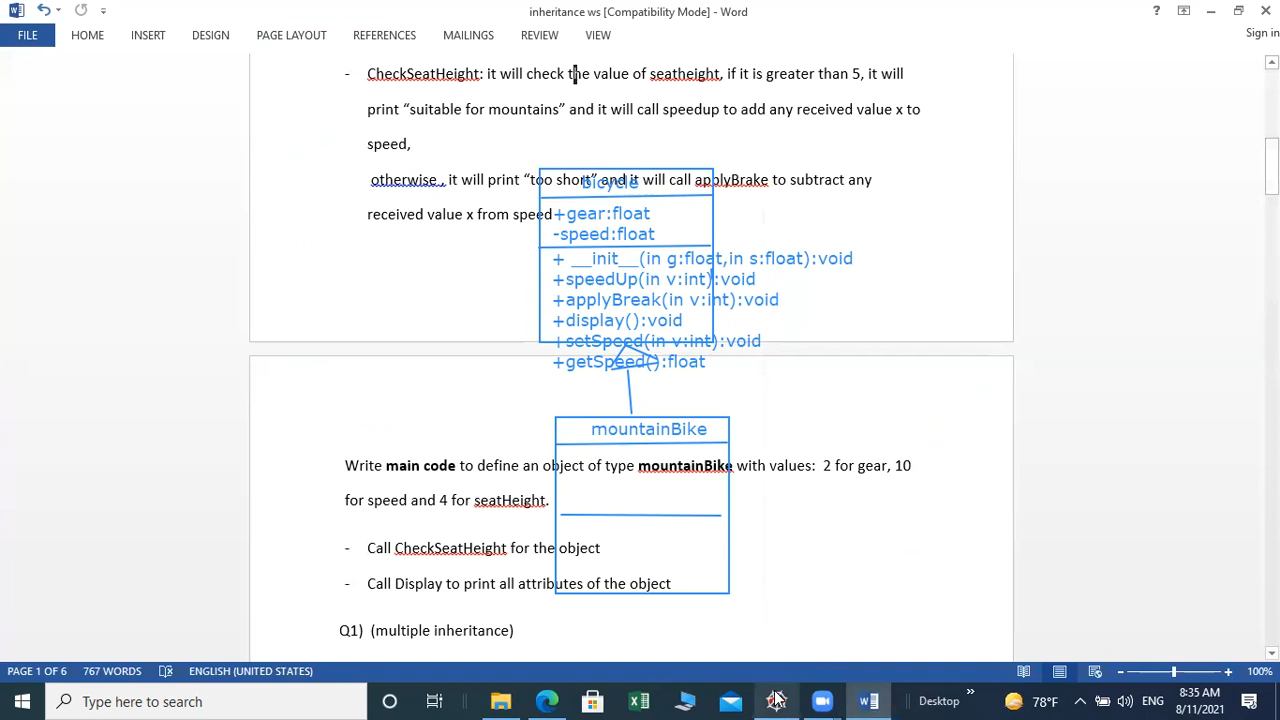 inheritance ws [Compatibility Mode] - Word
?
FILE HOME INSERT DESIGN PAGE LAYOUT REFERENCES MAILINGS REVIEW VIEW Sign in
- CheckSeatHeight: it will check the value of seatheight, if it is greater than 5, it will
print “suitable for mountains” and it will call speedup to add any received value x to
speed,
otherwise , it will print “too short” and it will call applyBrake to subtract any
received value x from speed
bicycle
+gear:float
-speed:float
+ __init__(in g:float,in s:float):void
+speedUp(in v:int):void
+applyBreak(in v:int):void
+display():void
+setSpeed(in v:int):void
+getSpeed():float
mountainBike
Write main code to define an object of type mountainBike with values:  2 for gear, 10
for speed and 4 for seatHeight.
- Call CheckSeatHeight for the object
- Call Display to print all attributes of the object
Q1)  (multiple inheritance)
PAGE 1 OF 6 767 WORDS ENGLISH (UNITED STATES) 100%
Type here to search
Desktop
78°F
ENG
8:35 AM
8/11/2021